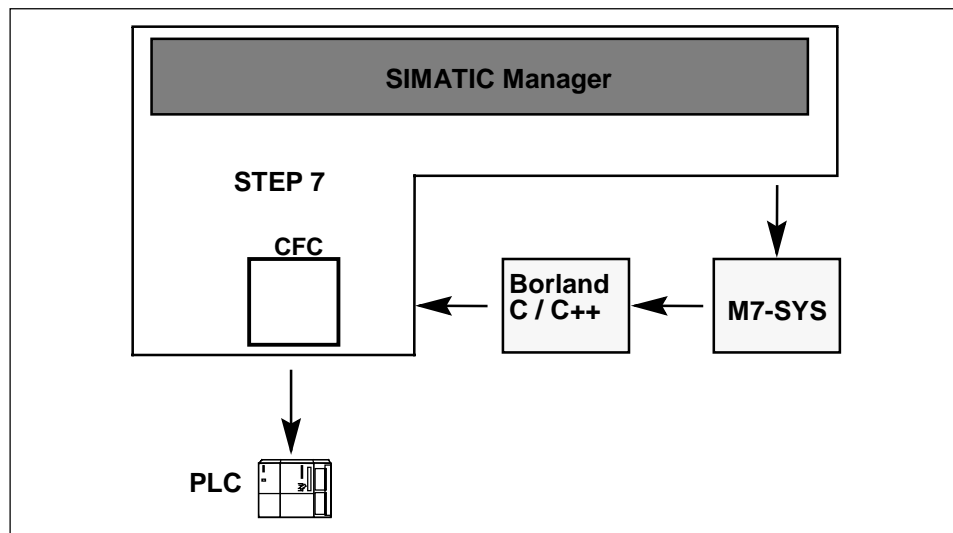 SIMATIC Manager
STEP 7
CFC
Borland
C / C++
M7-SYS
PLC